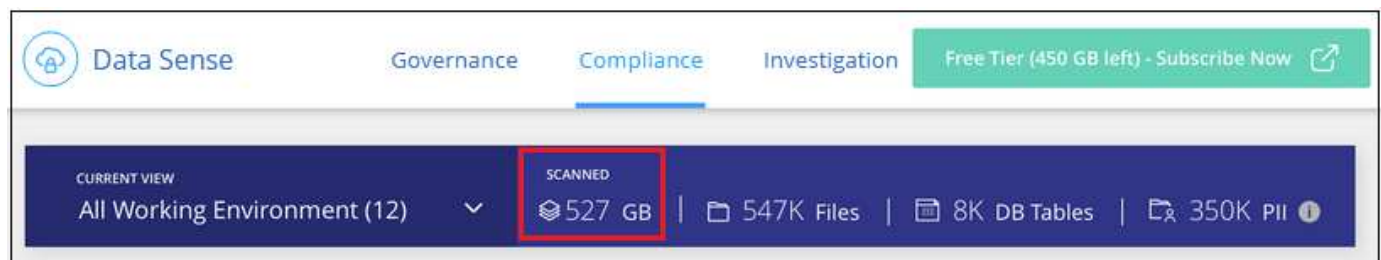 Data Sense
Governance
Compliance
Investigation
Free Tier (450 GB left) - Subscribe Now
CURRENT VIEW
All Working Environment (12)
SCANNED
527 GB
547K Files
8K DB Tables
350K PII